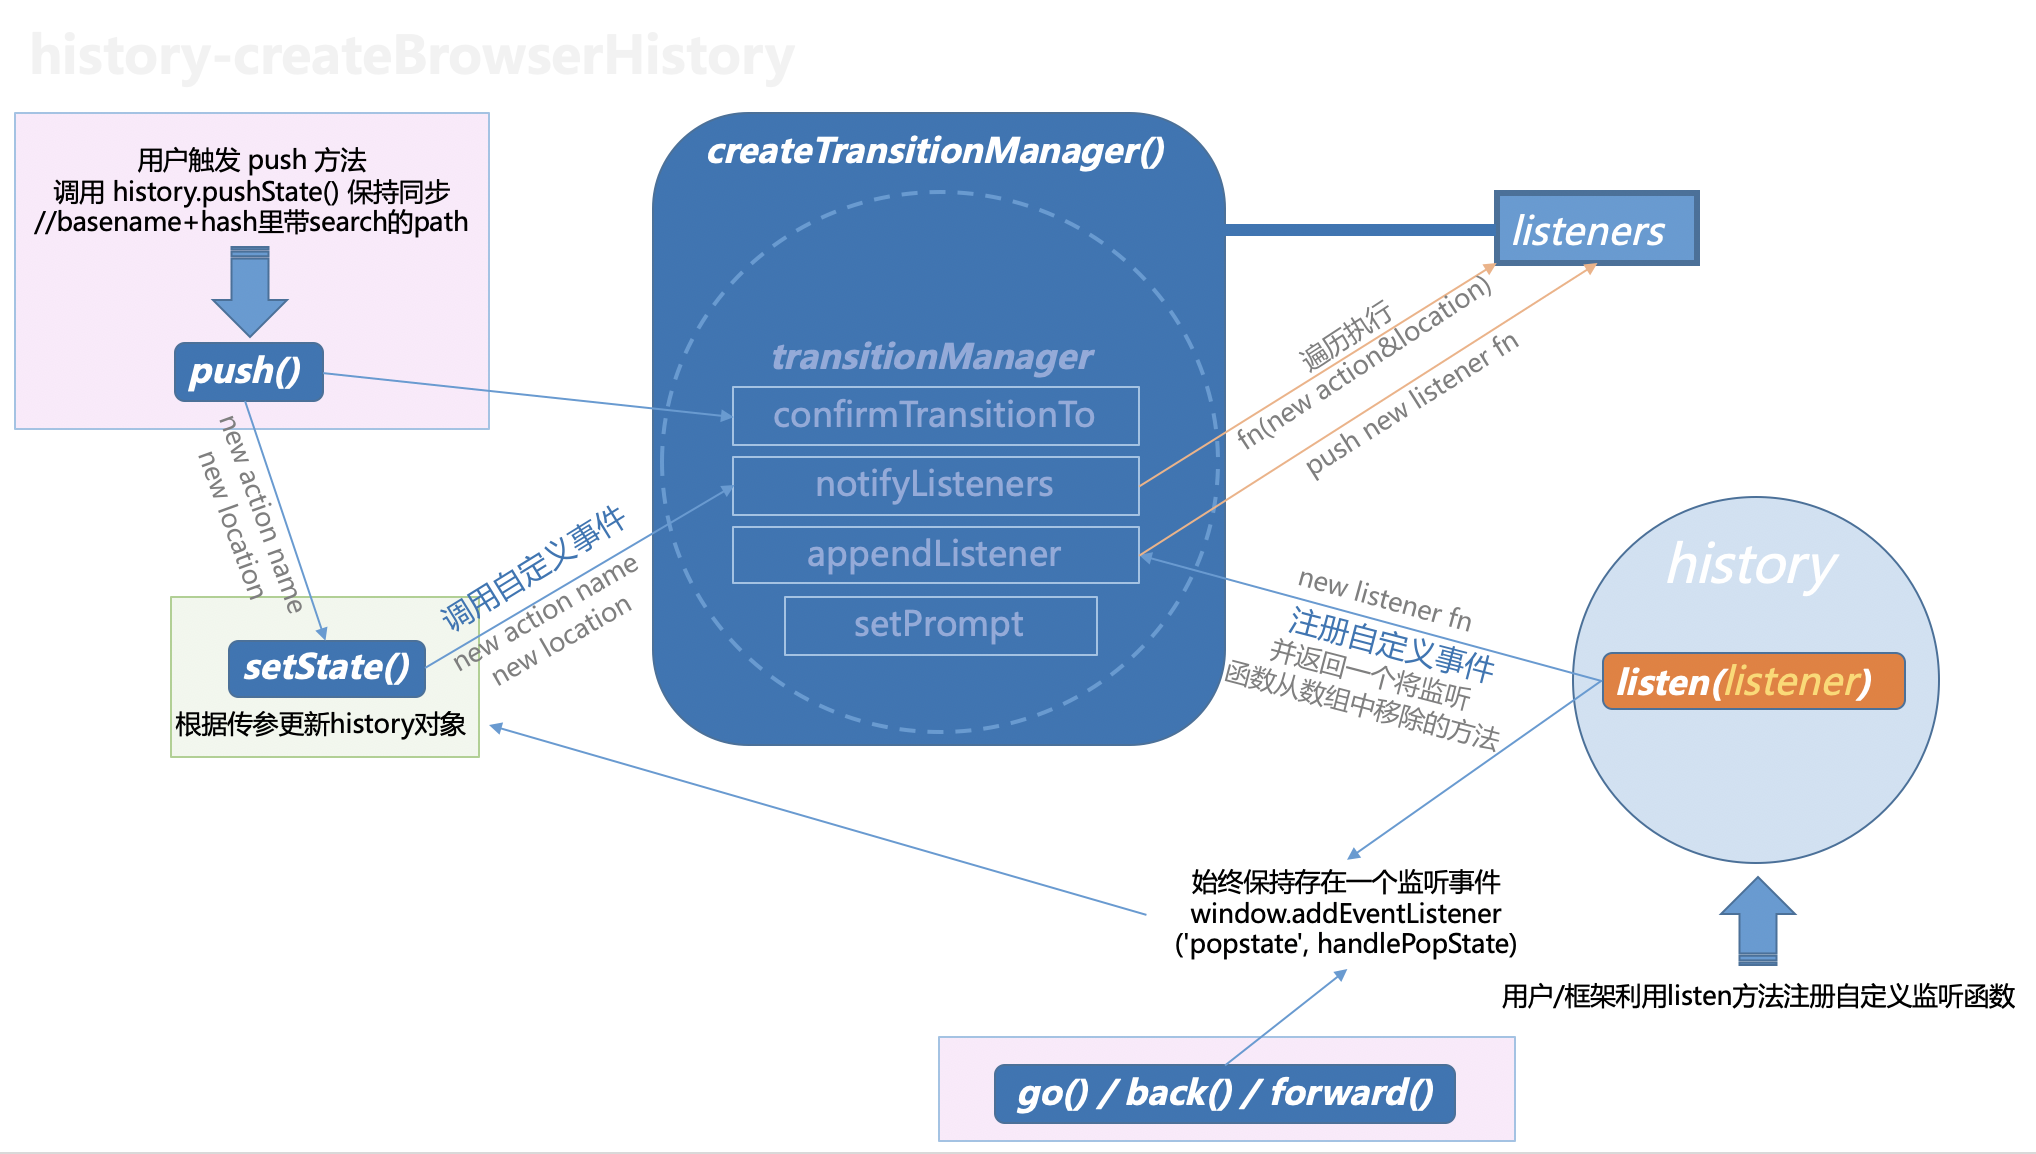 history-createBrowserHistory
用户触发 push 方法
调用 history.pushState() 保持同步
//basename+hash里带search的path
push()
new action name
new location
setState()
根据传参更新history对象
调用自定义事件
new action name
new location
createTransitionManager()
transitionManager
confirmTransitionTo
notifyListeners
appendListener
setPrompt
listeners
遍历执行
fn(new action&location)
push new listener fn
new listener fn
注册自定义事件
并返回一个将监听
函数从数组中移除的方法
history
listen(listener)
始终保持存在一个监听事件
window.addEventListener
('popstate', handlePopState)
用户/框架利用listen方法注册自定义监听函数
go() / back() / forward()